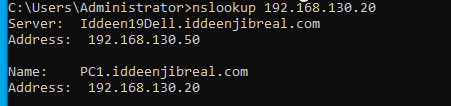 C:\Users\Administrator>nslookup 192.168.130.20
Server:  Iddeen19Dell.iddeenjibreal.com
Address:  192.168.130.50
Name:    PC1.iddeenjibreal.com
Address:  192.168.130.20